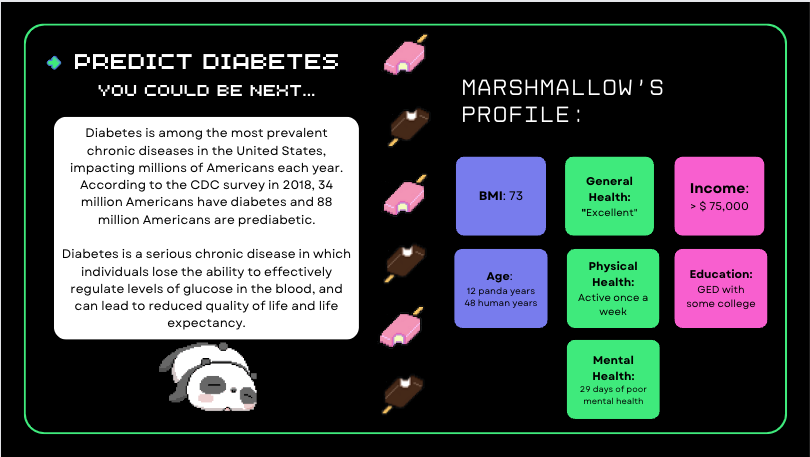 PREDICT DIABETES
YOU COULD BE NEXT...
Diabetes is among the most prevalent
chronic diseases in the United States,
impacting millions of Americans each year.
According to the CDC survey in 2018, 34
million Americans have diabetes and 88
million Americans are prediabetic.
Diabetes is a serious chronic disease in which
individuals lose the ability to effectively
regulate levels of glucose in the blood, and
can lead to reduced quality of life and life
expectancy.
MARSHMALLOW'S
PROFILE:
BMI: 73
General
Health:
"Excellent"
Income:
> $ 75,000
Age:
12 panda years
48 human years
Physical
Health:
Active once a
week
Education:
GED with
some college
Mental
Health:
29 days of poor
mental health